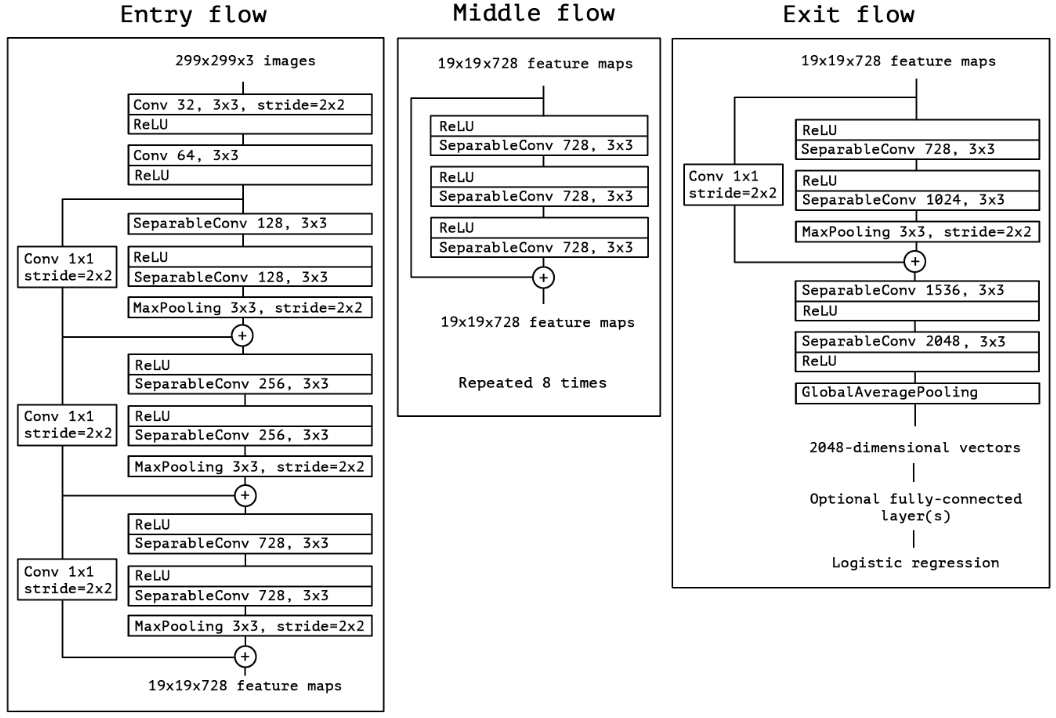 Entry flow
299x299x3 images
Conv 32, 3x3, stride=2x2
ReLU
Conv 64, 3x3
ReLU
SeparableConv 128, 3x3
Conv 1x1
stride=2x2
ReLU
SeparableConv 128, 3x3
MaxPooling 3x3, stride=2x2
+
ReLU
SeparableConv 256, 3x3
Conv 1x1
stride=2x2
ReLU
SeparableConv 256, 3x3
MaxPooling 3x3, stride=2x2
+
ReLU
SeparableConv 728, 3x3
Conv 1x1
stride=2x2
ReLU
SeparableConv 728, 3x3
MaxPooling 3x3, stride=2x2
+
19x19x728 feature maps
Middle flow
19x19x728 feature maps
ReLU
SeparableConv 728, 3x3
ReLU
SeparableConv 728, 3x3
ReLU
SeparableConv 728, 3x3
+
19x19x728 feature maps
Repeated 8 times
Exit flow
19x19x728 feature maps
ReLU
SeparableConv 728, 3x3
Conv 1x1
stride=2x2
ReLU
SeparableConv 1024, 3x3
MaxPooling 3x3, stride=2x2
+
SeparableConv 1536, 3x3
ReLU
SeparableConv 2048, 3x3
ReLU
GlobalAveragePooling
2048-dimensional vectors
Optional fully-connected
layer(s)
Logistic regression